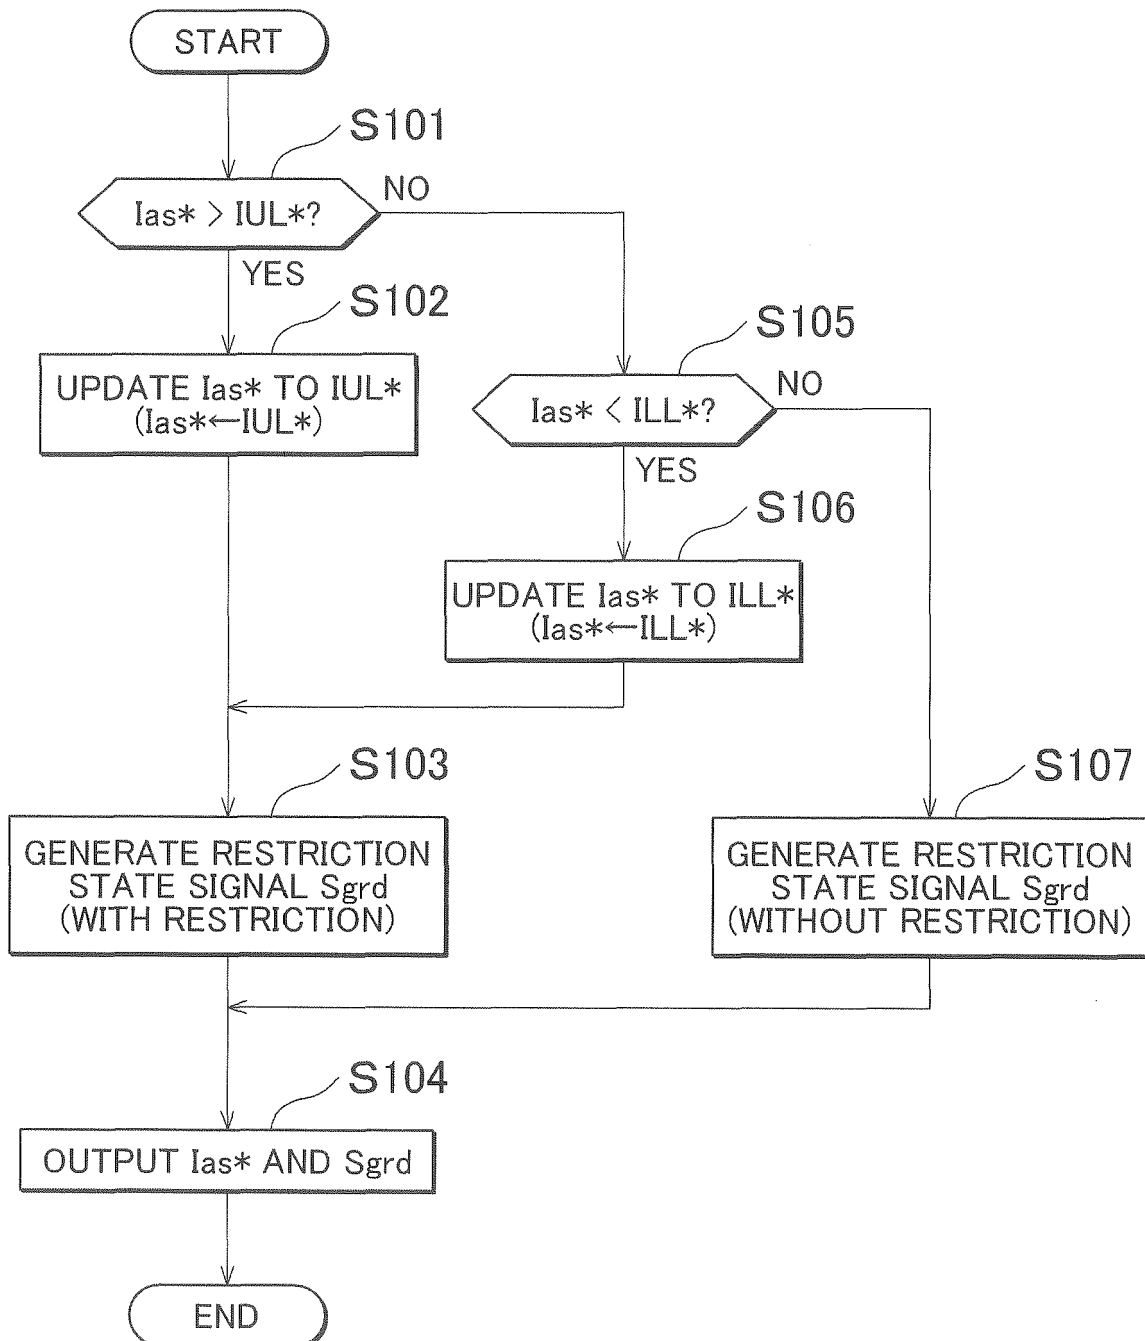 START
S101
Ias* > IUL*?
NO
YES
S102
UPDATE Ias* TO IUL*
(Ias*←IUL*)
S105
Ias* < ILL*?
NO
YES
S106
UPDATE Ias* TO ILL*
(Ias*←ILL*)
S103
GENERATE RESTRICTION
STATE SIGNAL Sgrd
(WITH RESTRICTION)
S107
GENERATE RESTRICTION
STATE SIGNAL Sgrd
(WITHOUT RESTRICTION)
S104
OUTPUT Ias* AND Sgrd
END